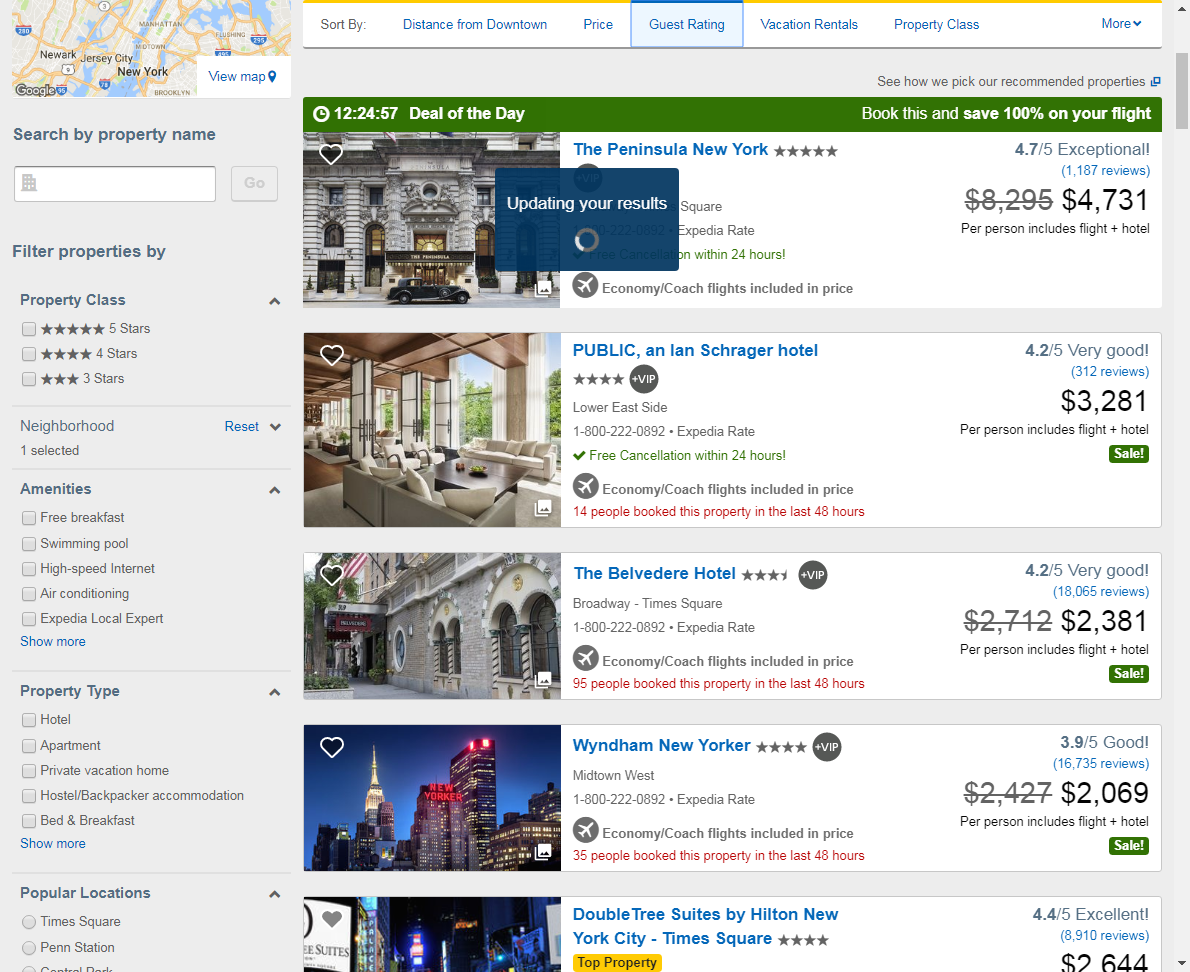 MANHATTAN
FLUSHING
MIDTOWN
Newark
Jersey City
New York
BROOKLYN
Google
View map
Search by property name
Go
Filter properties by
Property Class
5 Stars
4 Stars
3 Stars
Neighborhood Reset
1 selected
Amenities
Free breakfast
Swimming pool
High-speed Internet
Air conditioning
Expedia Local Expert
Show more
Property Type
Hotel
Apartment
Private vacation home
Hostel/Backpacker accommodation
Bed & Breakfast
Show more
Popular Locations
Times Square
Penn Station
Central Park
Sort By: Distance from Downtown Price Guest Rating Vacation Rentals Property Class More
See how we pick our recommended properties
12:24:57 Deal of the Day Book this and save 100% on your flight
The Peninsula New York
+VIP
Updating your results
Square
1-800-222-0892 • Expedia Rate
Free Cancellation within 24 hours!
Economy/Coach flights included in price
4.7/5 Exceptional!
(1,187 reviews)
$8,295 $4,731
Per person includes flight + hotel
THE PENINSULA
PUBLIC, an Ian Schrager hotel
+VIP
Lower East Side
1-800-222-0892 • Expedia Rate
Free Cancellation within 24 hours!
Economy/Coach flights included in price
14 people booked this property in the last 48 hours
4.2/5 Very good!
(312 reviews)
$3,281
Per person includes flight + hotel
Sale!
The Belvedere Hotel +VIP
Broadway - Times Square
1-800-222-0892 • Expedia Rate
Economy/Coach flights included in price
95 people booked this property in the last 48 hours
4.2/5 Very good!
(18,065 reviews)
$2,712 $2,381
Per person includes flight + hotel
Sale!
BELVEDERE
Wyndham New Yorker +VIP
Midtown West
1-800-222-0892 • Expedia Rate
Economy/Coach flights included in price
35 people booked this property in the last 48 hours
3.9/5 Good!
(16,735 reviews)
$2,427 $2,069
Per person includes flight + hotel
Sale!
NEW
YORKER
DoubleTree Suites by Hilton New
York City - Times Square
Top Property
4.4/5 Excellent!
(8,910 reviews)
$2,644
SUITES